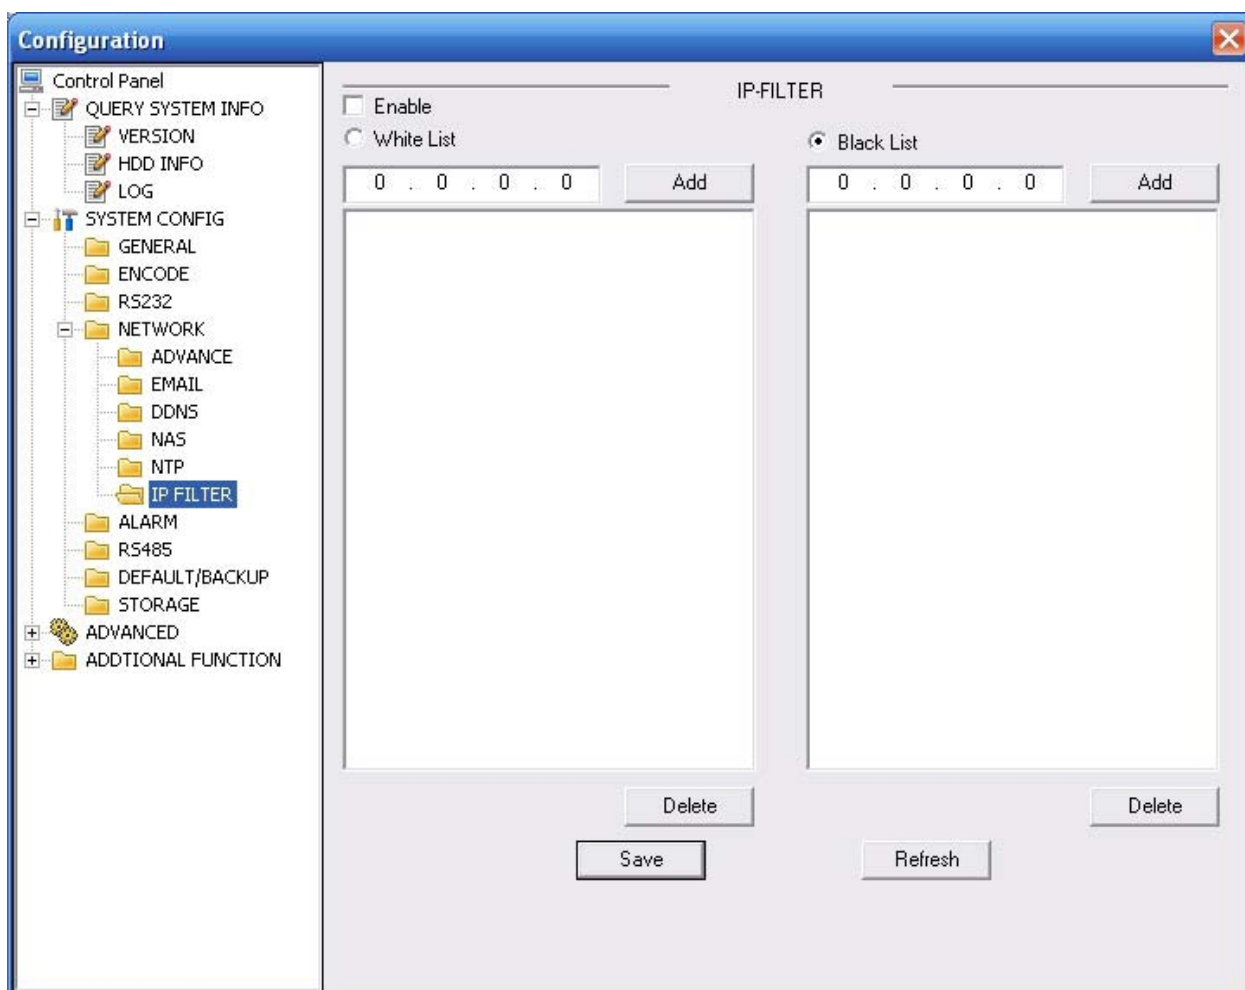 Configuration
Control Panel
QUERY SYSTEM INFO
VERSION
HDD INFO
LOG
SYSTEM CONFIG
GENERAL
ENCODE
RS232
NETWORK
ADVANCE
EMAIL
DDNS
NAS
NTP
IP FILTER
ALARM
RS485
DEFAULT/BACKUP
STORAGE
ADVANCED
ADDTIONAL FUNCTION
IP-FILTER
Enable
White List
Black List
0 . 0 . 0 . 0 Add
0 . 0 . 0 . 0 Add
Delete
Delete
Save
Refresh